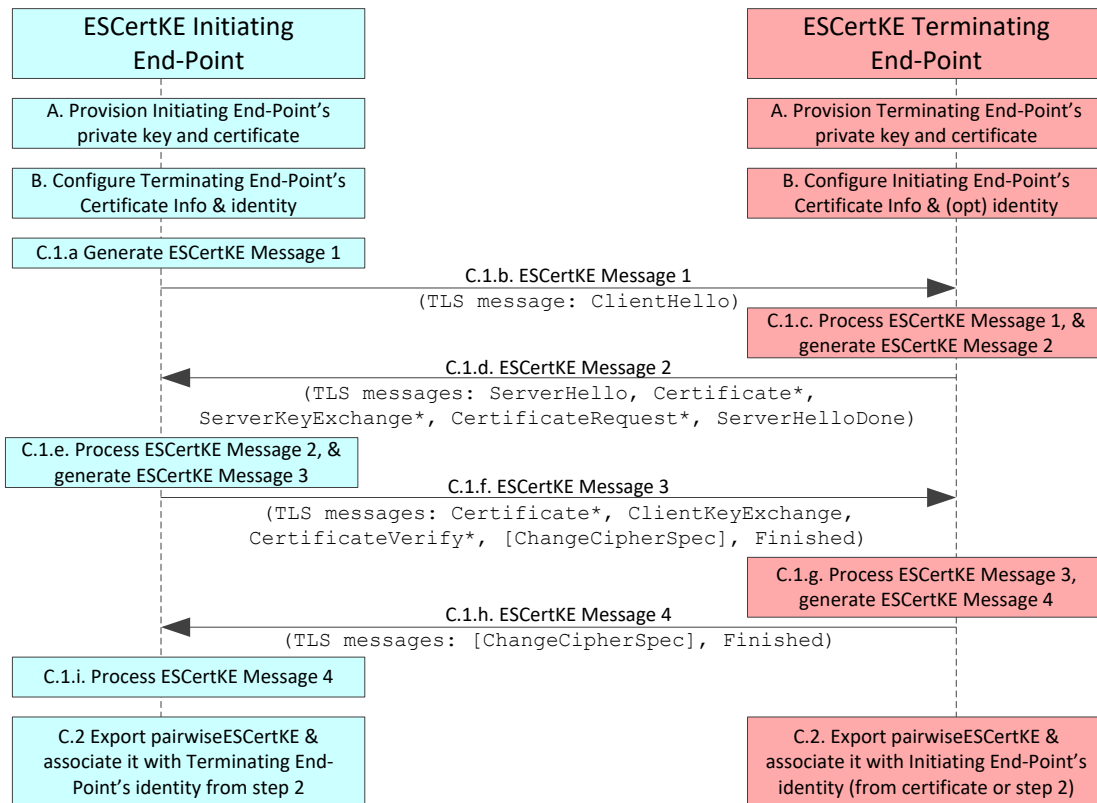 ESCertKE Initiating
End-Point
ESCertKE Terminating
End-Point
A. Provision Initiating End-Point's
private key and certificate
A. Provision Terminating End-Point's
private key and certificate
B. Configure Terminating End-Point's
Certificate Info & identity
B. Configure Initiating End-Point's
Certificate Info & (opt) identity
C.1.a Generate ESCertKE Message 1
C.1.b. ESCertKE Message 1
(TLS message: ClientHello)
C.1.c. Process ESCertKE Message 1, &
generate ESCertKE Message 2
C.1.d. ESCertKE Message 2
(TLS messages: ServerHello, Certificate*,
ServerKeyExchange*, CertificateRequest*, ServerHelloDone)
C.1.e. Process ESCertKE Message 2, &
generate ESCertKE Message 3
C.1.f. ESCertKE Message 3
(TLS messages: Certificate*, ClientKeyExchange,
CertificateVerify*, [ChangeCipherSpec], Finished)
C.1.g. Process ESCertKE Message 3,
generate ESCertKE Message 4
C.1.h. ESCertKE Message 4
(TLS messages: [ChangeCipherSpec], Finished)
C.1.i. Process ESCertKE Message 4
C.2 Export pairwiseESCertKE &
associate it with Terminating End-
Point's identity from step 2
C.2. Export pairwiseESCertKE &
associate it with Initiating End-Point's
identity (from certificate or step 2)